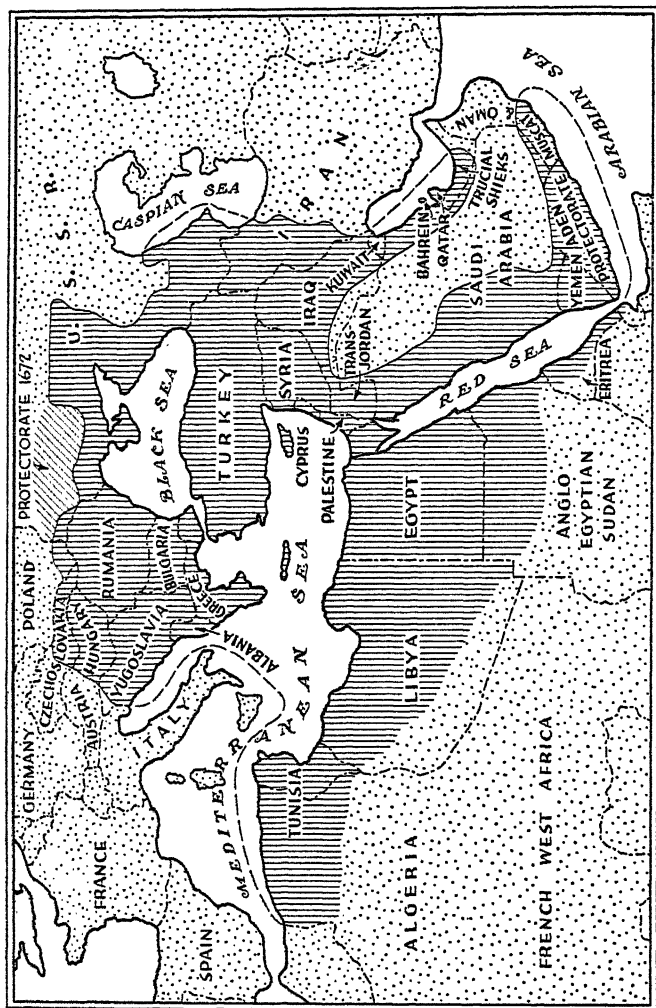 PROTECTORATE 1672
U. S. S. R.
GERMANY
POLAND
CZECHOSLOVAKIA
FRANCE
AUSTRIA
HUNGARY
RUMANIA
CASPIAN SEA
BLACK SEA
ITALY
YUGOSLAVIA
BULGARIA
SPAIN
ALBANIA
GREECE
TURKEY
IRAN
MEDITERRANEAN SEA
CYPRUS
SYRIA
IRAQ
TUNISIA
PALESTINE
TRANS-
JORDAN
KUWAIT
BAHREIN &
QATAR
TRUCIAL
SHIEKS
OMAN
& MUSCAT
ALGERIA
LIBYA
EGYPT
SAUDI
ARABIA
RED SEA
YEMEN
ADEN
PROTECTORATE
ARABIAN SEA
FRENCH WEST AFRICA
ANGLO
EGYPTIAN
SUDAN
ERITREA